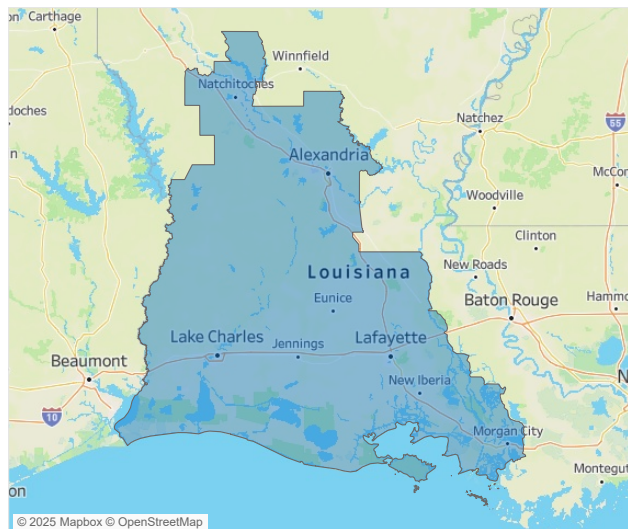 Carthage
Winnfield
doches
Natchitoches
Natchez
55
n
Alexandria
McCon
Woodville
Clinton
Louisiana
New Roads
Eunice
Baton Rouge
Hammo
Lake Charles
Jennings
Lafayette
Beaumont
N
New Iberia
10
Morgan City
Montegut
on
© 2025 Mapbox © OpenStreetMap